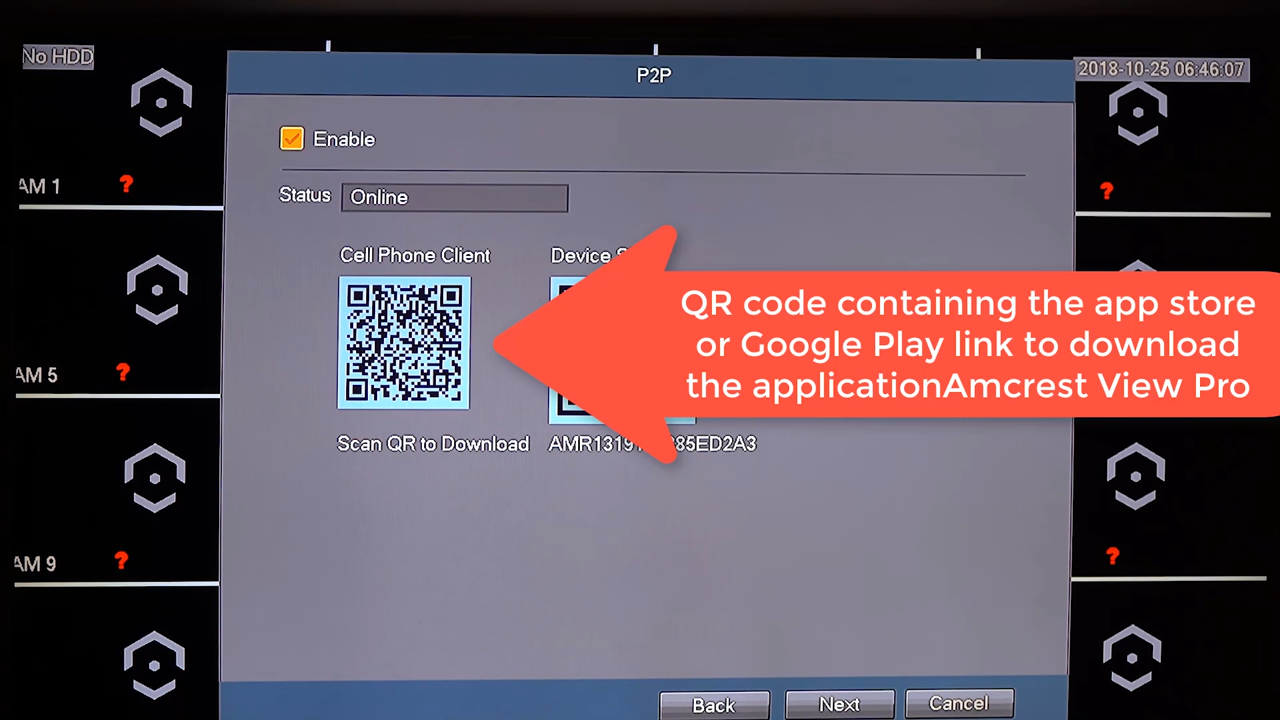 No HDD
P2P
2018-10-25 06:46:07
Enable
AM 1
?
?
Status Online
Cell Phone Client
Device S
QR code containing the app store
or Google Play link to download
the applicationAmcrest View Pro
AM 5
?
Scan QR to Download
85ED2A3
AM 9
?
?
Back
Next
Cancel